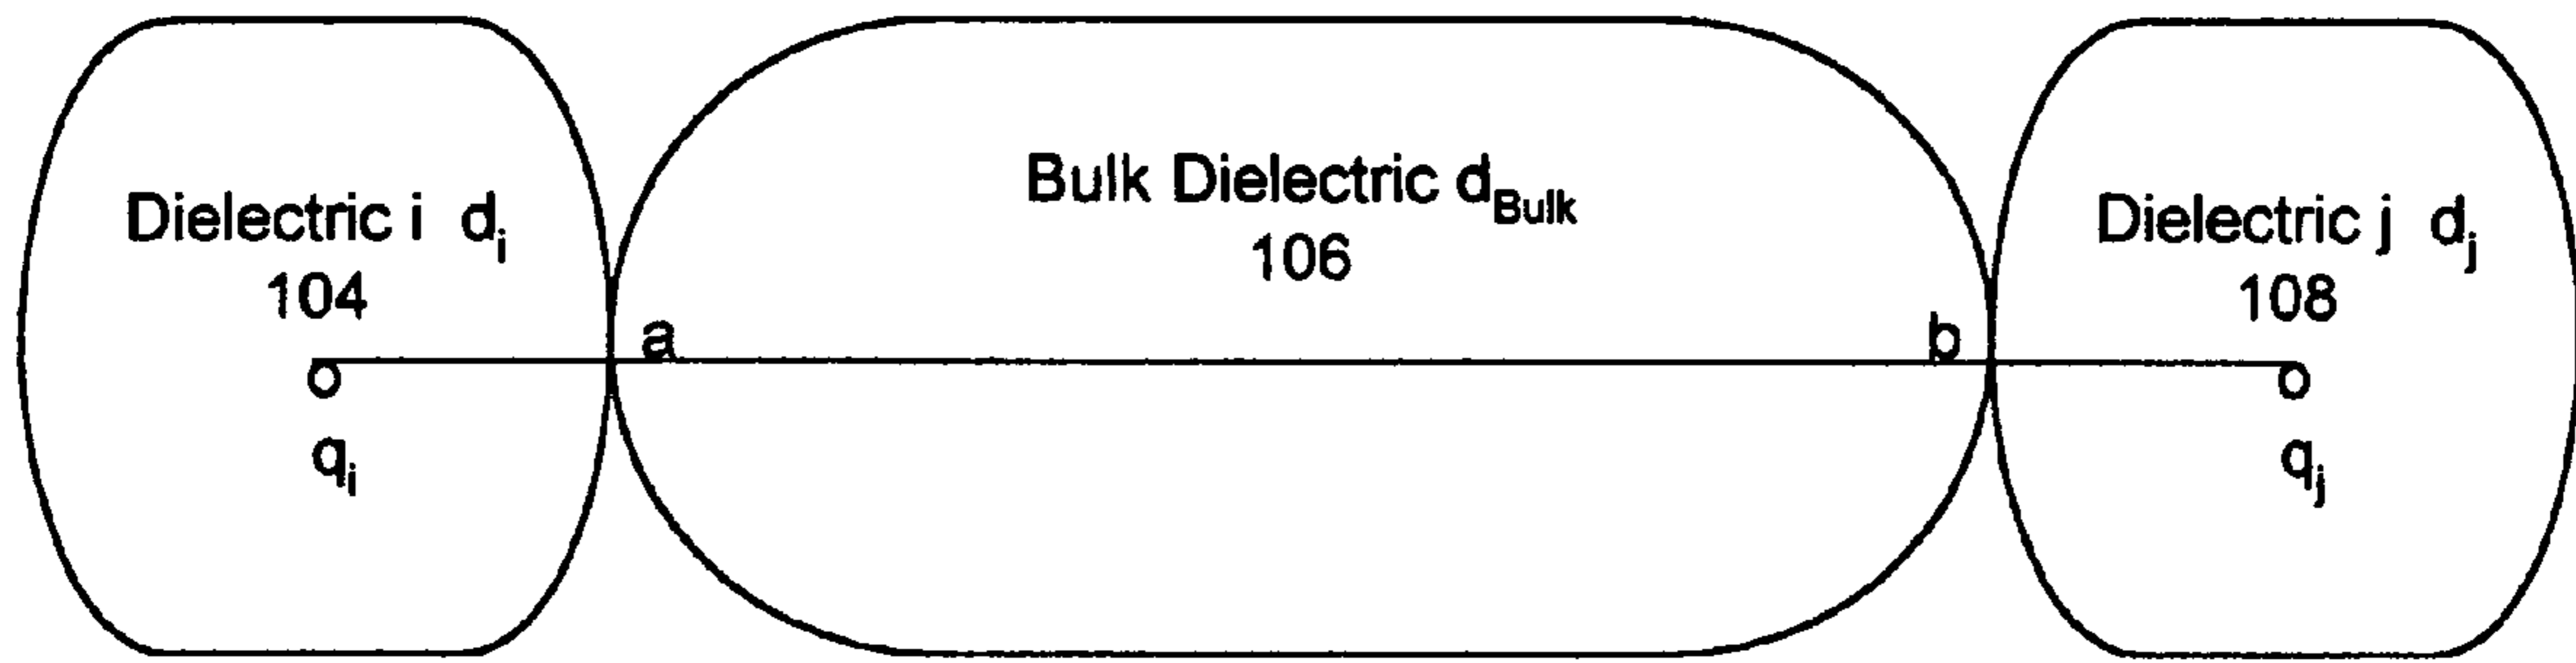 Dielectric i d_i
104
Bulk Dielectric d_Bulk
106
Dielectric j d_j
108
a
b
o
q_i
o
q_j